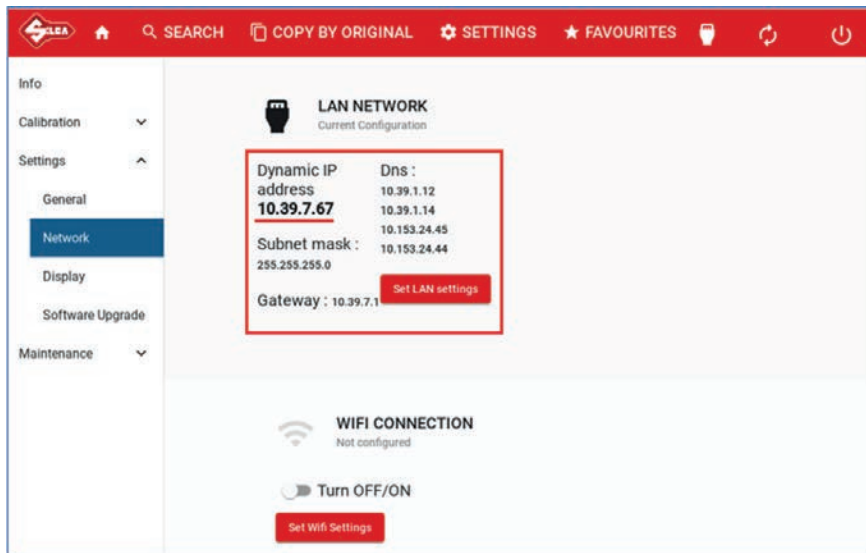 SILCA
SEARCH
COPY BY ORIGINAL
SETTINGS
FAVOURITES
Info
Calibration
Settings
General
Network
Display
Software Upgrade
Maintenance
LAN NETWORK
Current Configuration
Dynamic IP
address
10.39.7.67
Subnet mask :
255.255.255.0
Gateway : 10.39.7.1
Dns :
10.39.1.12
10.39.1.14
10.153.24.45
10.153.24.44
Set LAN settings
WIFI CONNECTION
Not configured
Turn OFF/ON
Set Wifi Settings